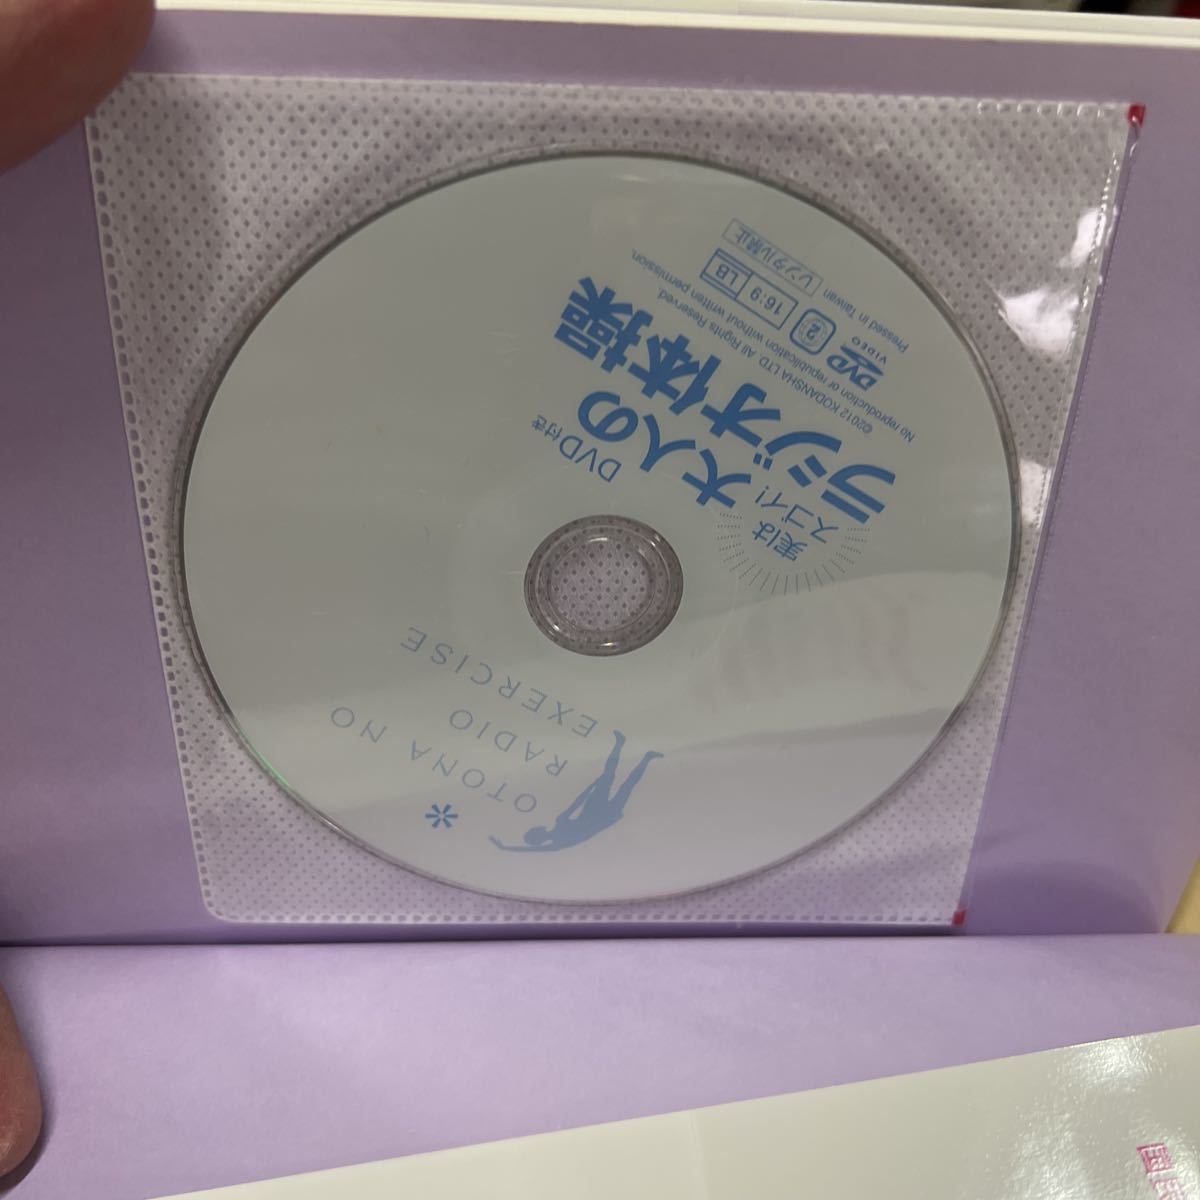 DVD付き
実は
スゴイ!
大人の
ラジオ体操
OTONA NO
RADIO
EXERCISE
*
DVD
VIDEO
2
16:9
LB
レンタル禁止
©2012 KODANSHA LTD. All Rights Reserved.
No reproduction or republication without written permission.
Pressed in Taiwan